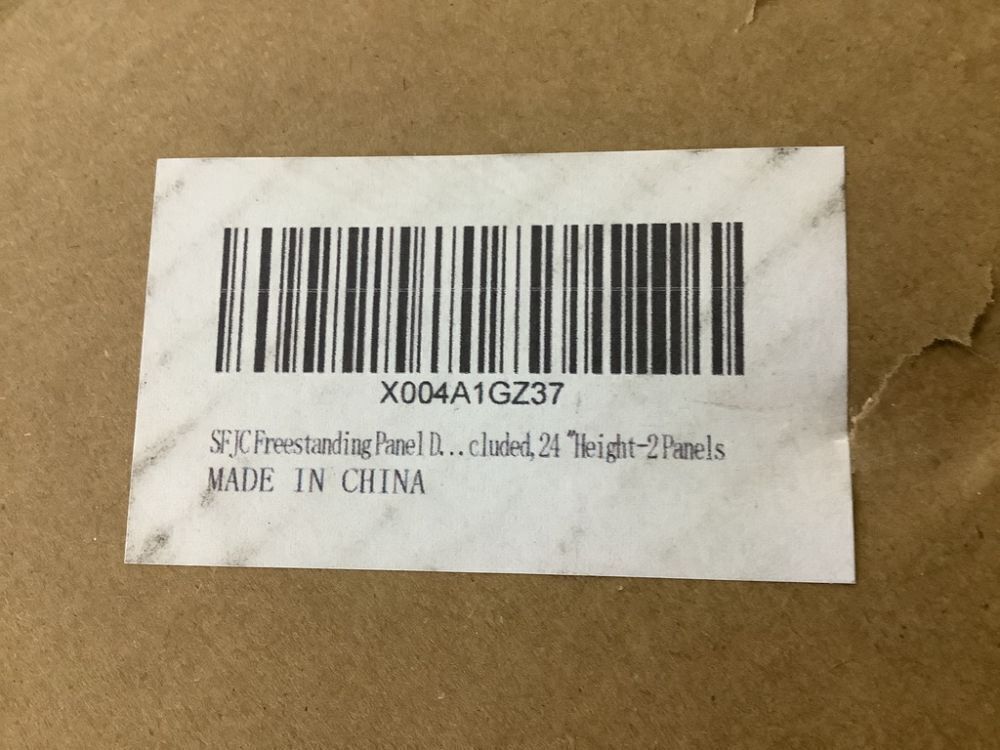 X004A1GZ37
SFJC Freestanding Panel D...cluded, 24 "Height-2 Panels
MADE IN CHINA